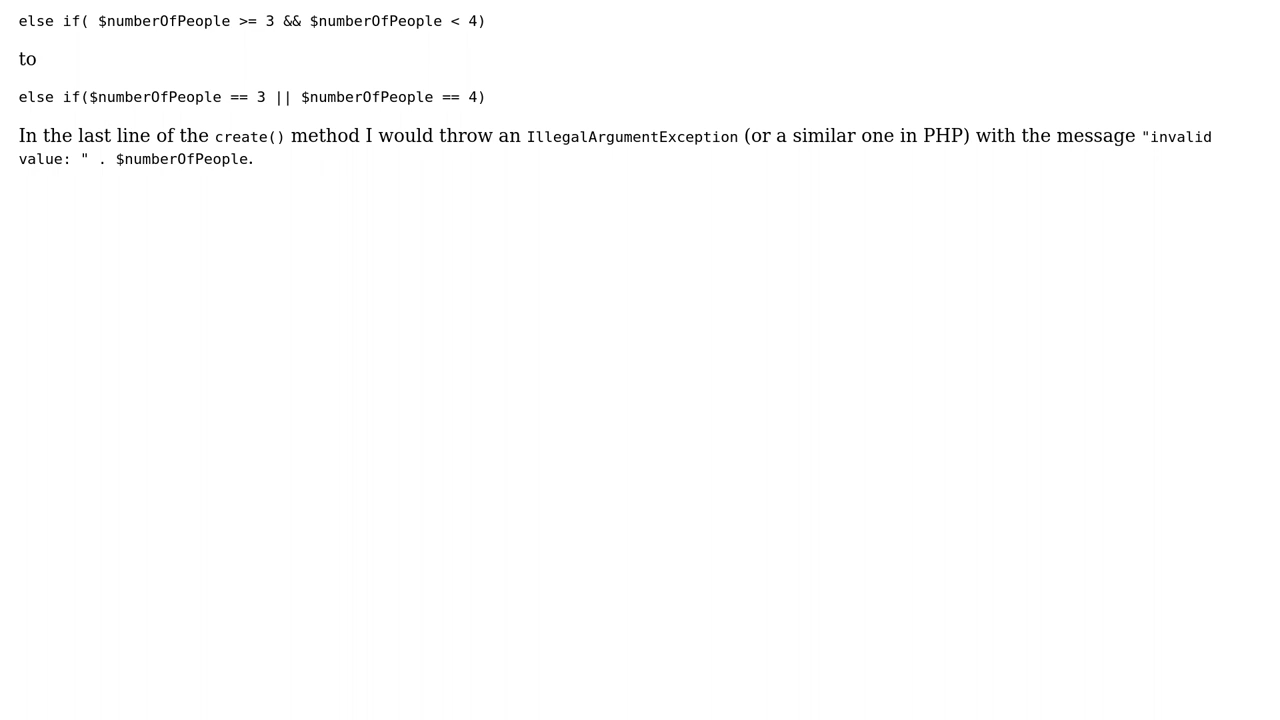 else if( $numberOfPeople >= 3 && $numberOfPeople < 4)
to
else if($numberOfPeople == 3 || $numberOfPeople == 4)
In the last line of the create() method I would throw an IllegalArgumentException (or a similar one in PHP) with the message "invalid
value: " . $numberOfPeople.